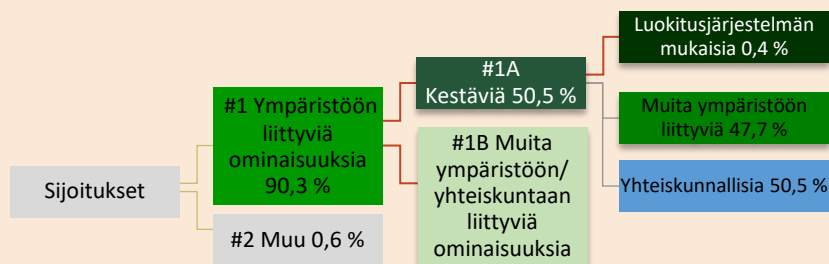 Sijoitukset
#1 Ympäristöön
liittyviä
ominaisuuksia
90,3 %
#2 Muu 0,6 %
#1A
Kestäviä 50,5 %
#1B Muita
ympäristöön/
yhteiskuntaan
liittyviä
ominaisuuksia
Luokitusjärjestelmän
mukaisia 0,4 %
Muita ympäristöön
liittyviä 47,7 %
Yhteiskunnallisia 50,5 %